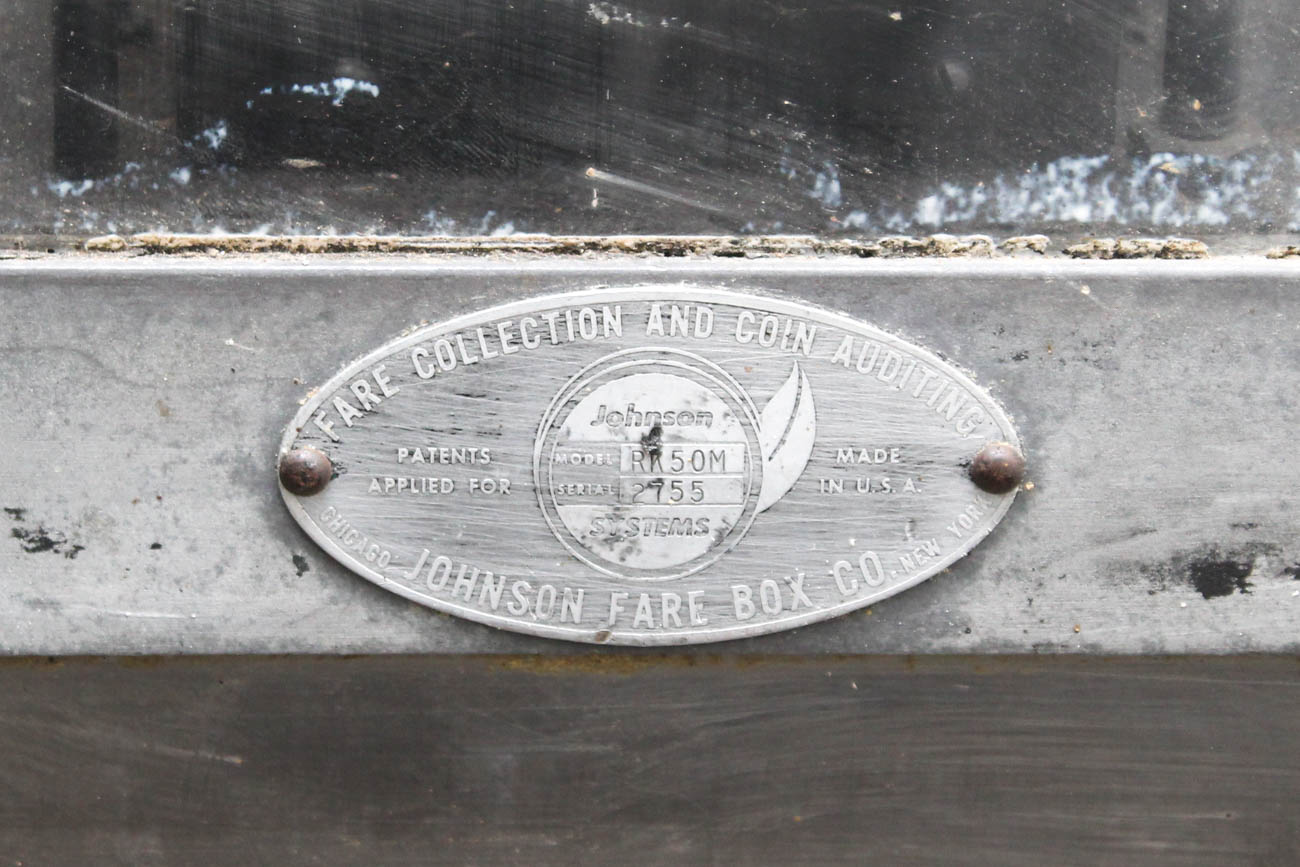 FARE COLLECTION AND COIN AUDITING
Johnson
PATENTS
APPLIED FOR
MODEL RK50M
SERIAL 2755
SYSTEMS
MADE
IN U.S.A.
CHICAGO, JOHNSON FARE BOX CO. NEW YORK